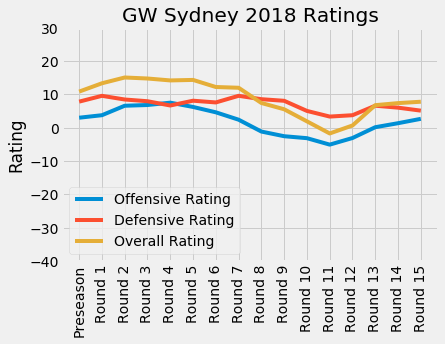 GW Sydney 2018 Ratings
Rating
30
20
10
0
−10
−20
−30
−40
Offensive Rating
Defensive Rating
Overall Rating
Preseason
Round 1
Round 2
Round 3
Round 4
Round 5
Round 6
Round 7
Round 8
Round 9
Round 10
Round 11
Round 12
Round 13
Round 14
Round 15